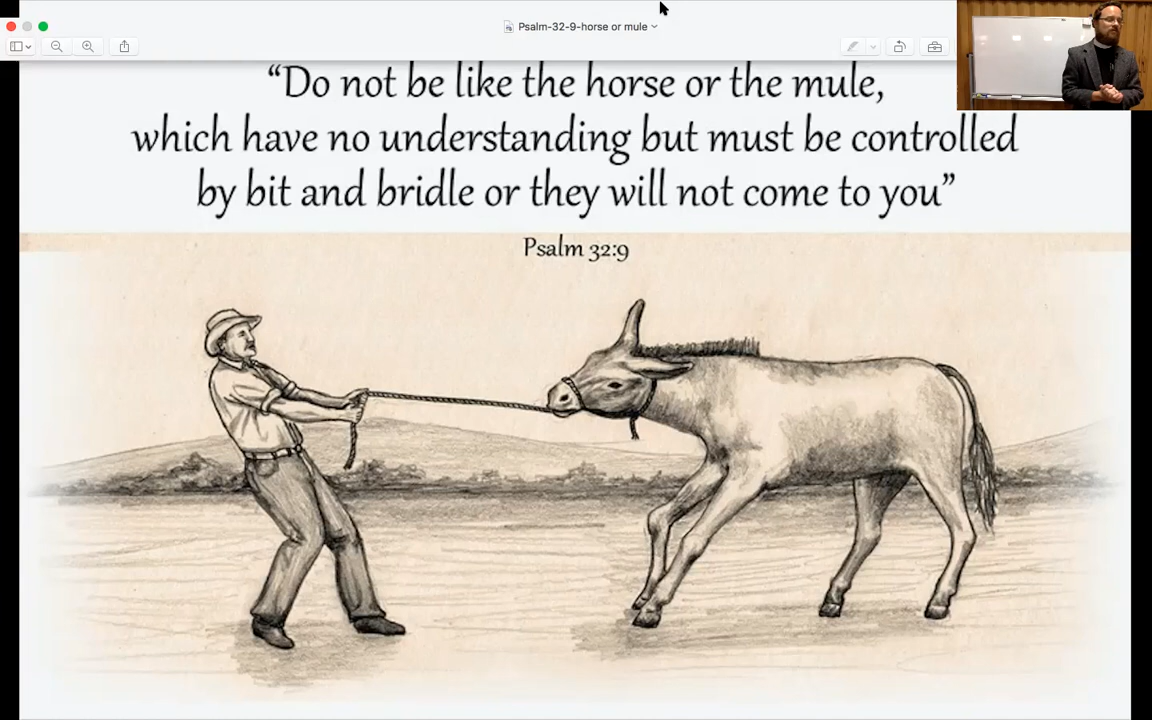 Psalm-32-9-horse or mule
“Do not be like the horse or the mule,
which have no understanding but must be controlled
by bit and bridle or they will not come to you”
Psalm 32:9